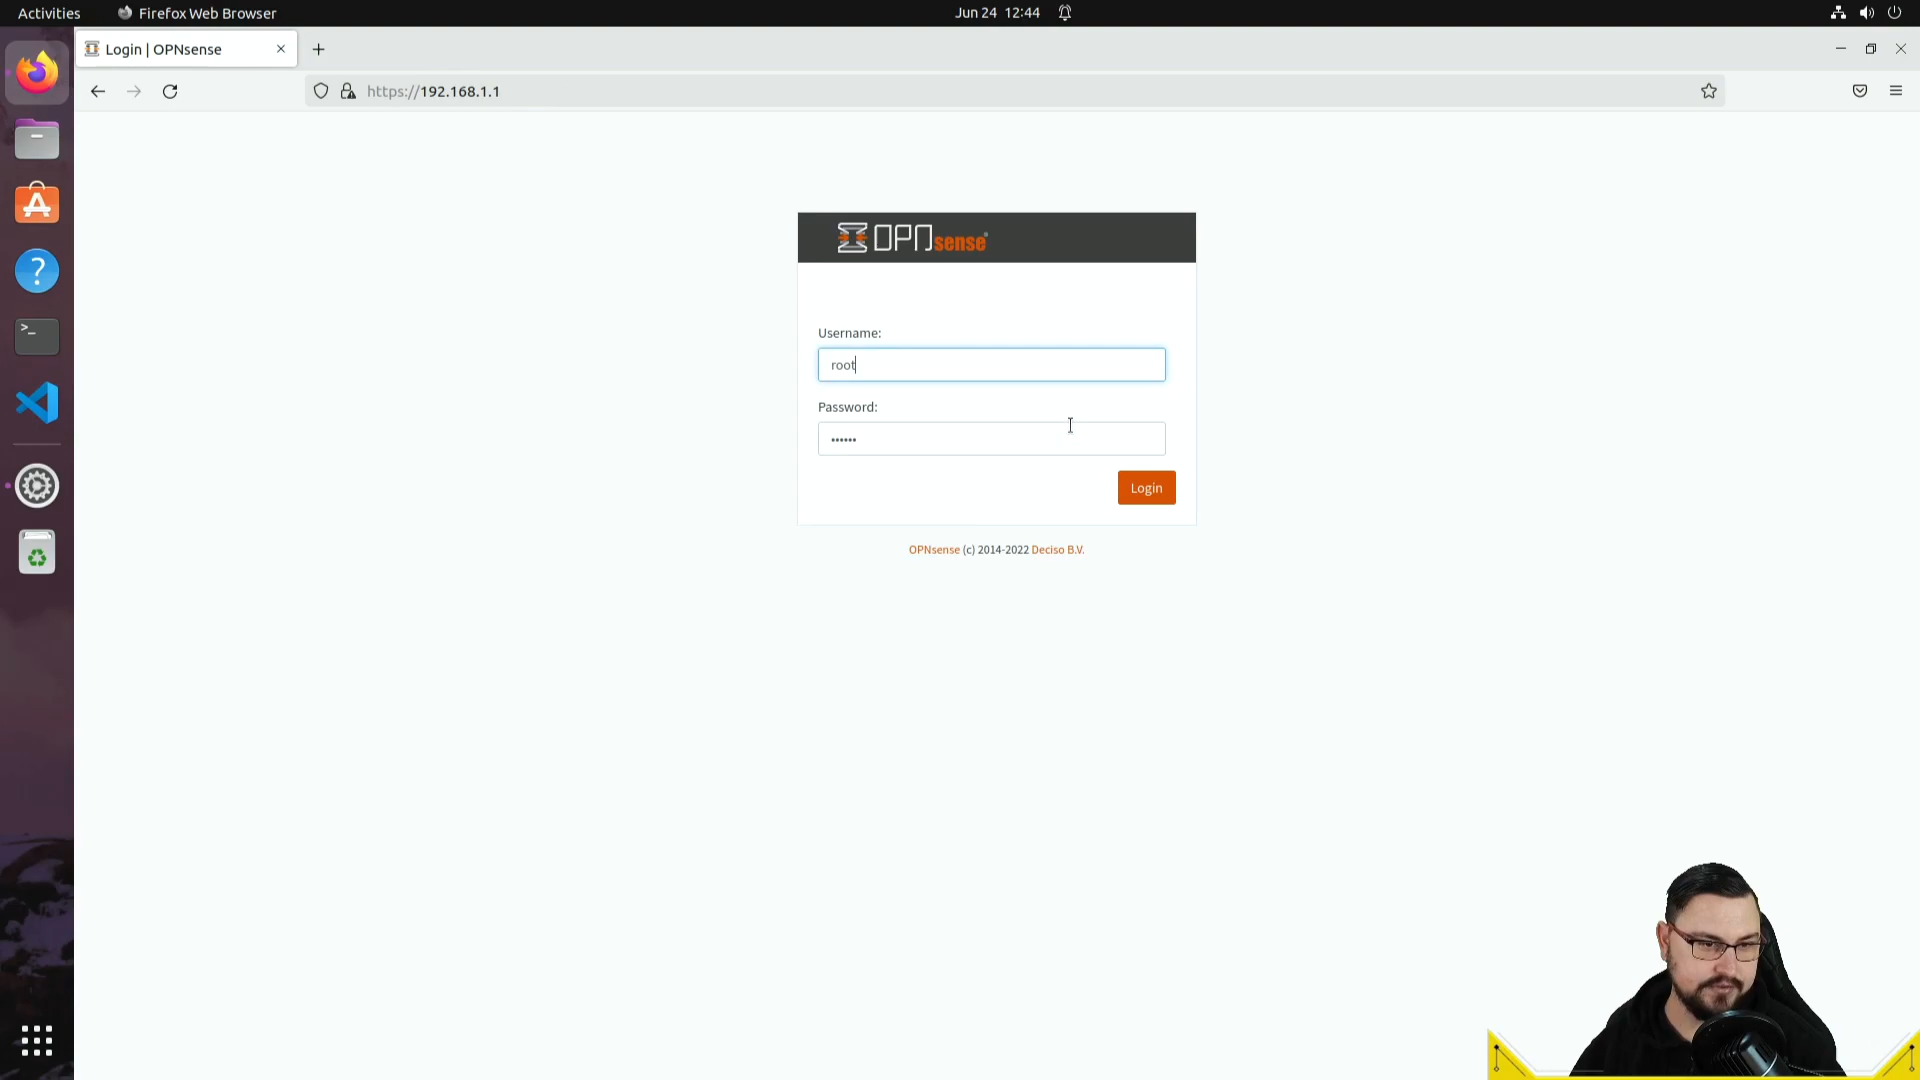 Activities
Firefox Web Browser
Jun 24 12:44
Login | OPNsense
https://192.168.1.1
OPNsense
Username:
root
Password:
••••••
Login
OPNsense (c) 2014-2022 Deciso B.V.